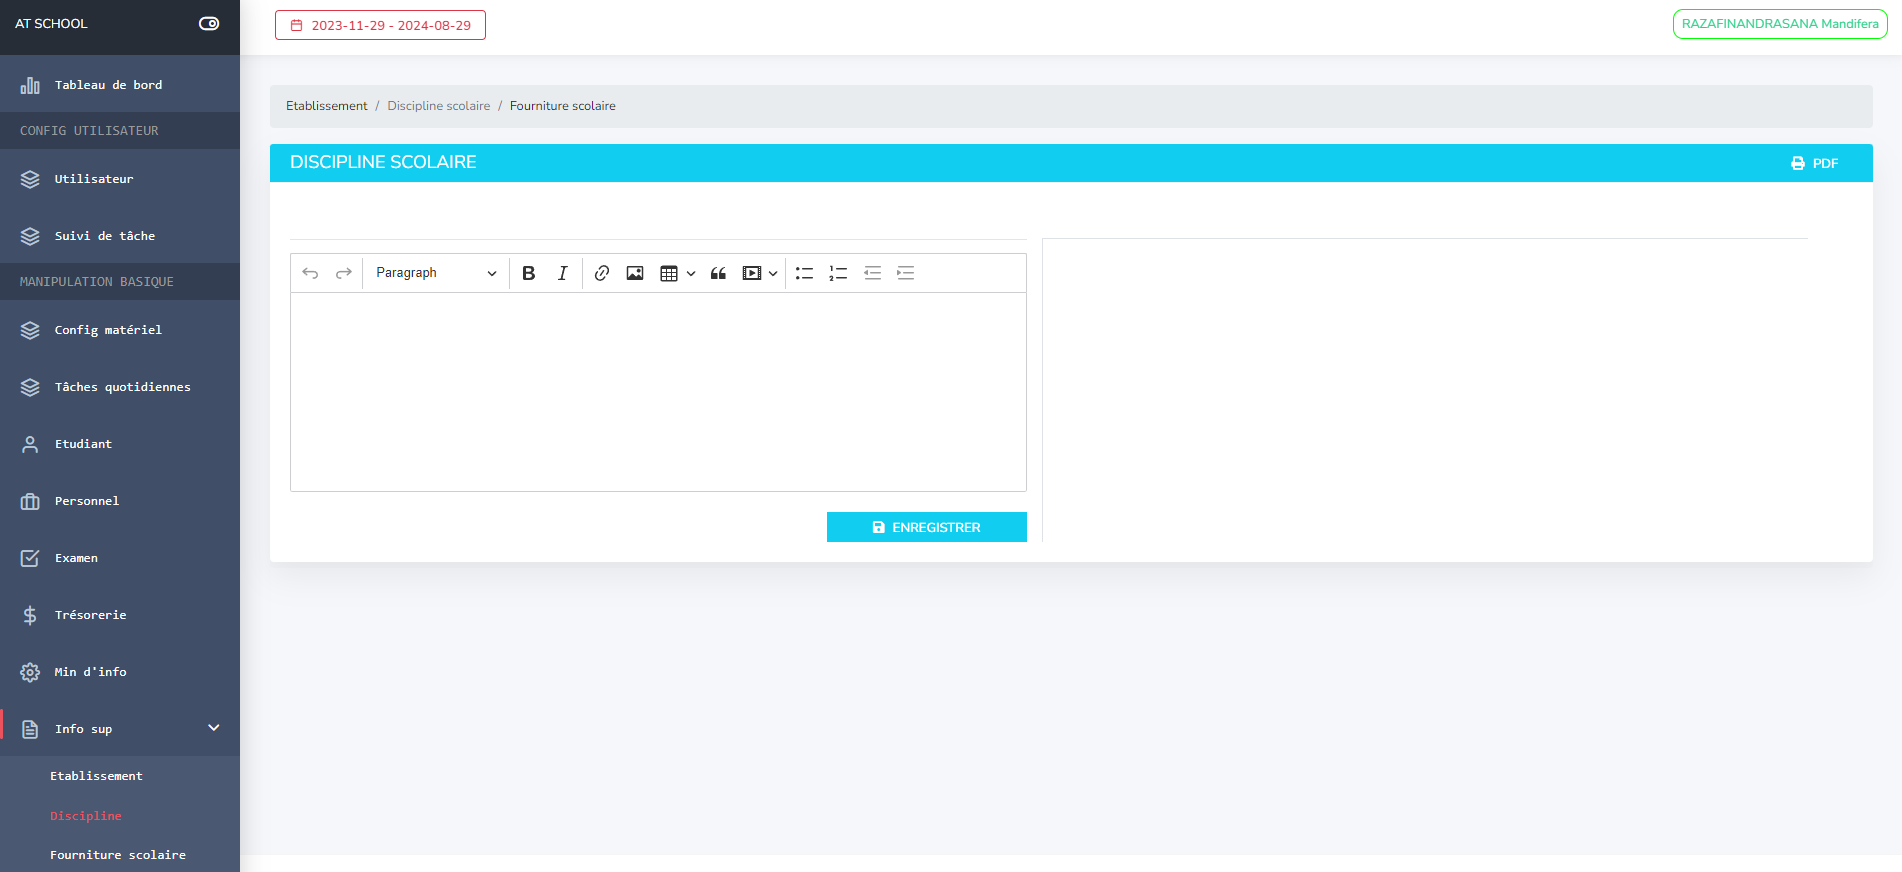 AT SCHOOL
2023-11-29 - 2024-08-29
RAZAFINANDRASANA Mandifera
Tableau de bord
CONFIG UTILISATEUR
Utilisateur
Suivi de tâche
MANIPULATION BASIQUE
Config matériel
Tâches quotidiennes
Etudiant
Personnel
Examen
Trésorerie
Min d'info
Info sup
Etablissement
Discipline
Fourniture scolaire
Etablissement / Discipline scolaire / Fourniture scolaire
DISCIPLINE SCOLAIRE
PDF
Paragraph
ENREGISTRER